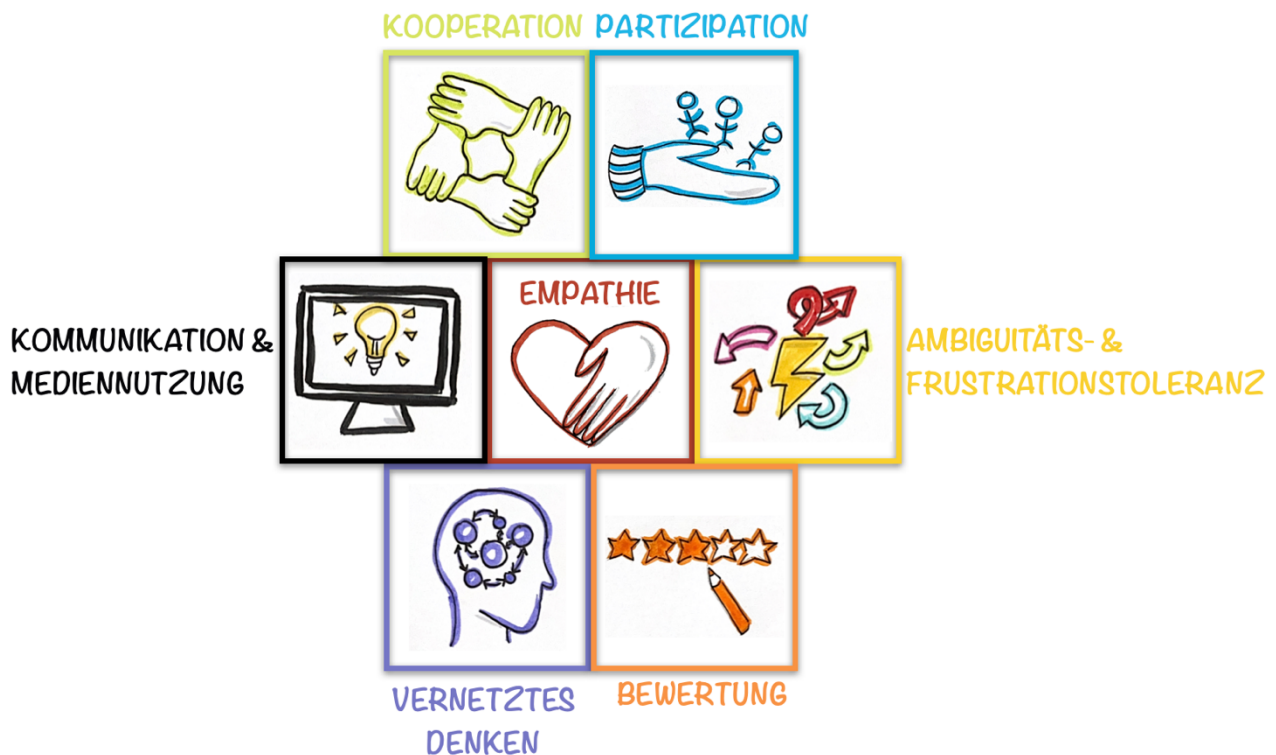 KOOPERATION
PARTIZIPATION
EMPATHIE
KOMMUNIKATION &
MEDIENNUTZUNG
AMBIGUITÄTS- &
FRUSTRATIONSTOLERANZ
VERNETZTES
DENKEN
BEWERTUNG